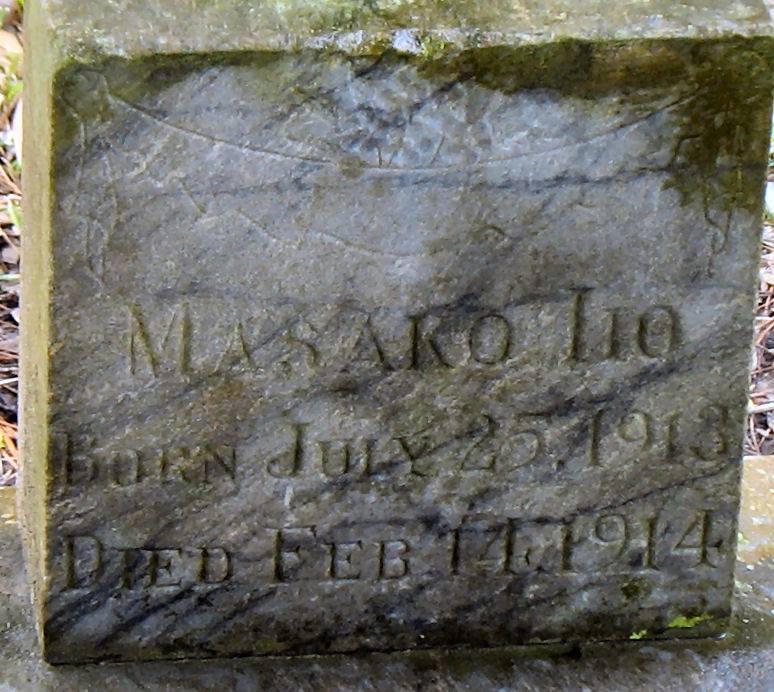 MASAKO IIO
BORN JULY 25, 1913
DIED FEB 14, 1914